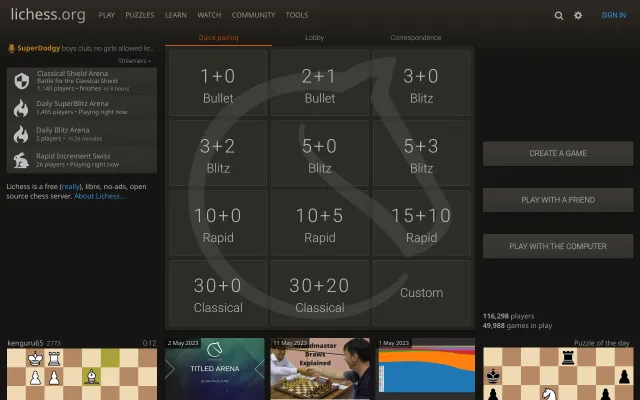 lichess.org PLAY PUZZLES LEARN WATCH COMMUNITY TOOLS SIGN IN
SuperDodgy boys club, no girls allowed lic...
Streamers »
Classical Shield Arena
Battle for the Classical Shield
1,140 players • finishes in 8 hours
Daily SuperBlitz Arena
1,465 players • Playing right now
Daily Blitz Arena
2 players • in 26 minutes
Rapid Increment Swiss
26 players • Playing right now
Lichess is a free (really), libre, no-ads, open
source chess server. About Lichess...
Quick pairing Lobby Correspondence
1+0 2+1 3+0
Bullet Bullet Blitz
3+2 5+0 5+3
Blitz Blitz Blitz
10+0 10+5 15+10
Rapid Rapid Rapid
30+0 30+20
Classical Classical Custom
CREATE A GAME
PLAY WITH A FRIEND
PLAY WITH THE COMPUTER
116,298 players
49,988 games in play
kenguru65 2773 0:12
2 May 2023
TITLED ARENA
11 May 2023
Draws
Explained
1 May 2023
Puzzle of the day